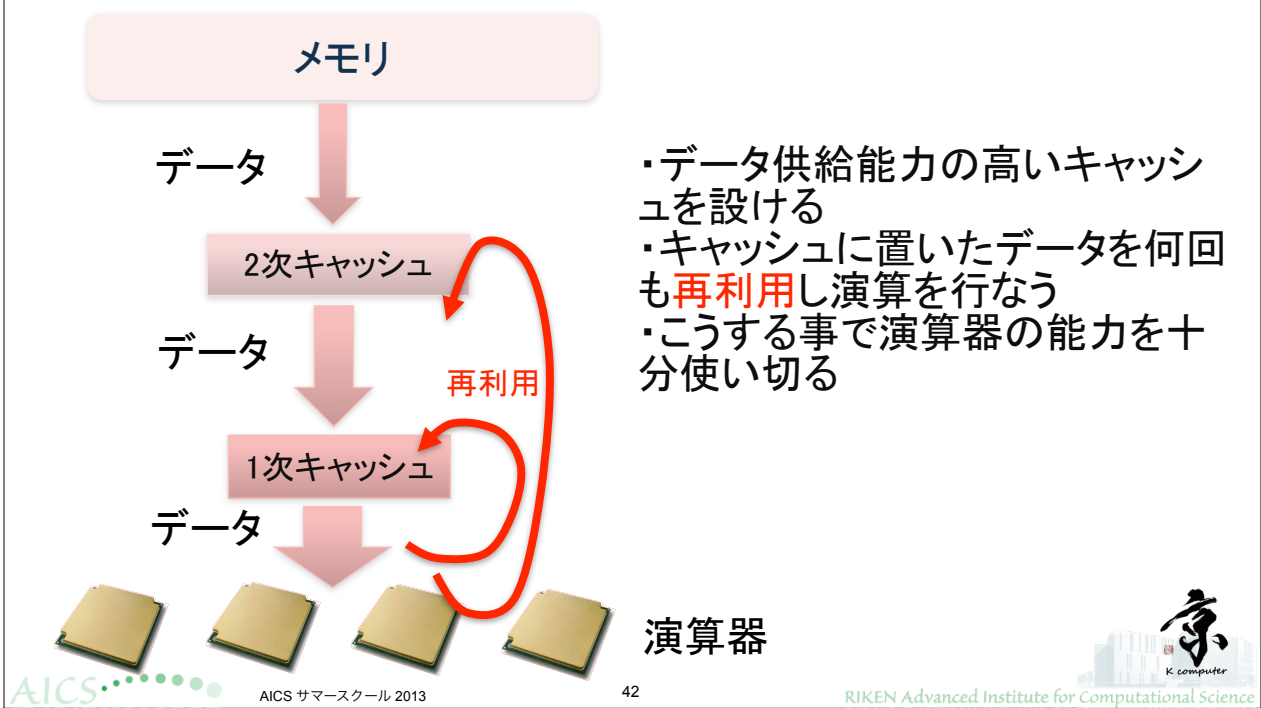 メモリ
データ
2次キャッシュ
データ
再利用
1次キャッシュ
データ
演算器
・データ供給能力の高いキャッシ
ュを設ける
・キャッシュに置いたデータを何回
も再利用し演算を行なう
・こうする事で演算器の能力を十
分使い切る
京
K computer
AICS
AICS サマースクール 2013
42
RIKEN Advanced Institute for Computational Science